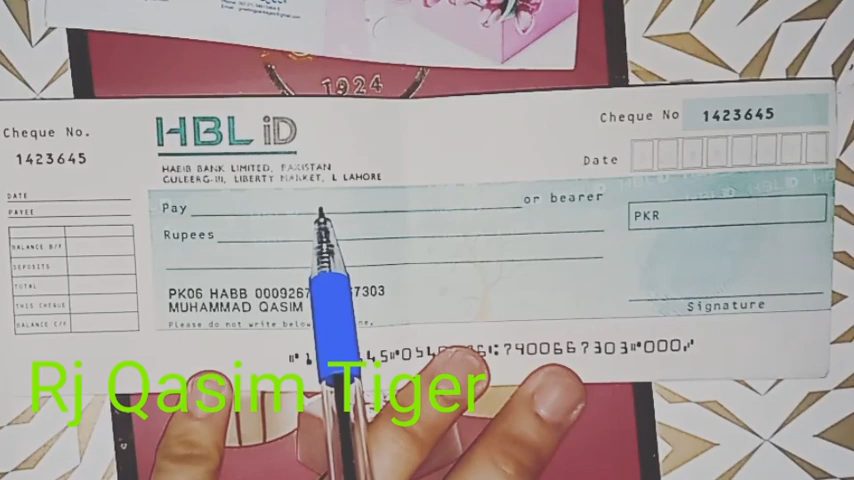 1924
Cheque No.
1423645
HBL iD
HABIB BANK LIMITED, PAKISTAN
GULBERG-III, LIBERTY MARKET, L LAHORE
Cheque No 1423645
Date
DATE
PAYEE
Pay or bearer
Rupees
PKR
BALANCE B/F
DEPOSITS
TOTAL
THIS CHEQUE
BALANCE C/F
PK06 HABB 7303
MUHAMMAD QASIM
Please do not write below line,
Signature
Rj Qasim Tiger